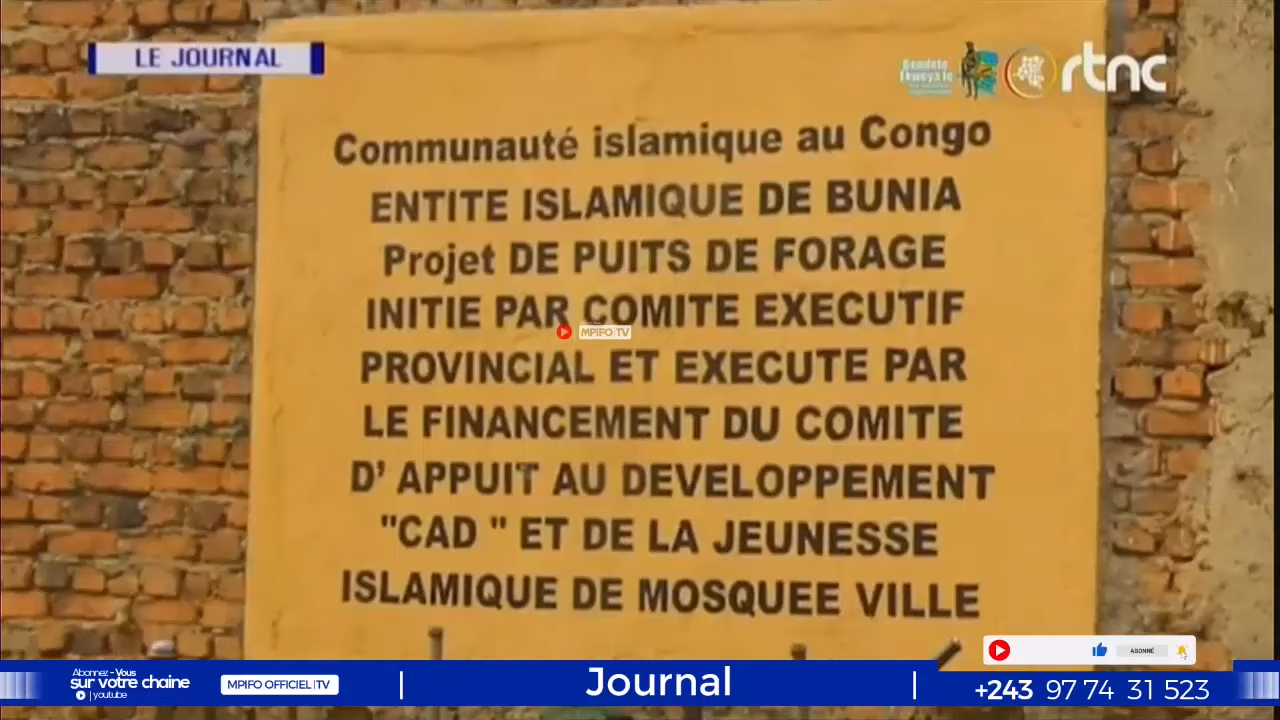 LE JOURNAL
rtnc
Communauté islamique au Congo
ENTITE ISLAMIQUE DE BUNIA
Projet DE PUITS DE FORAGE
INITIE PAR COMITE EXECUTIF
MPIFO TV
PROVINCIAL ET EXECUTE PAR
LE FINANCEMENT DU COMITE
D' APPUIT AU DEVELOPPEMENT
"CAD " ET DE LA JEUNESSE
ISLAMIQUE DE MOSQUEE VILLE
ABONNÉ
Abonnez - Vous
sur votre chaine
youtube
MPIFO OFFICIEL TV
Journal
+243 97 74 31 523